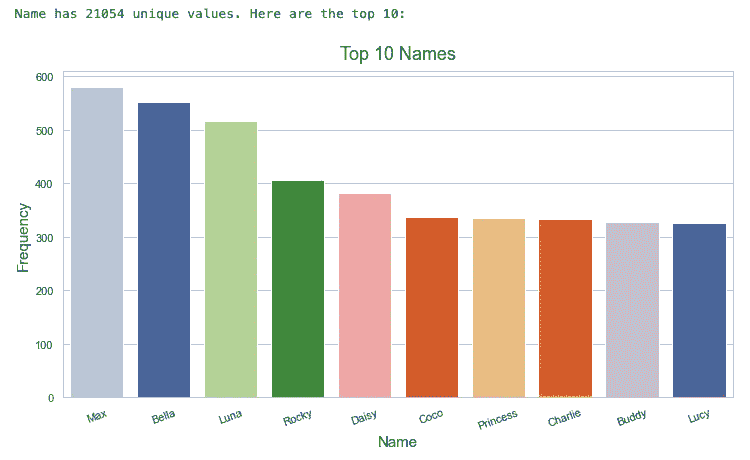 Name has 21054 unique values. Here are the top 10:
Top 10 Names
600
500
400
300
200
100
0
Frequency
Max Bella Luna Rocky Daisy Coco Princess Charlie Buddy Lucy
Name